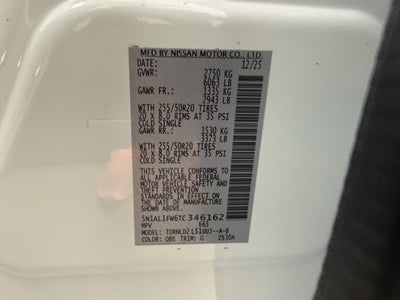 MFD BY NISSAN MOTOR CO., LTD.
DATE: 12/25
GVWR: 2750 KG
6063 LB
GAWR FR.: 1335 KG
2943 LB
WITH 255/50R20 TIRES
20 X 8.0 RIMS AT 35 PSI
COLD SINGLE
GAWR RR.: 1530 KG
3373 LB
WITH 255/50R20 TIRES
20 X 8.0 RIMS AT 35 PSI
COLD SINGLE
THIS VEHICLE CONFORMS TO
ALL APPLICABLE FEDERAL
MOTOR VEHICLE SAFETY
AND THEFT PREVENTION
STANDARDS IN EFFECT ON THE
DATE OF MANUFACTURE
SHOWN ABOVE.
5N1AL1FW6TC346162
MPV 603
MODEL:
COLOR: QBE TRIM: G 2S30A